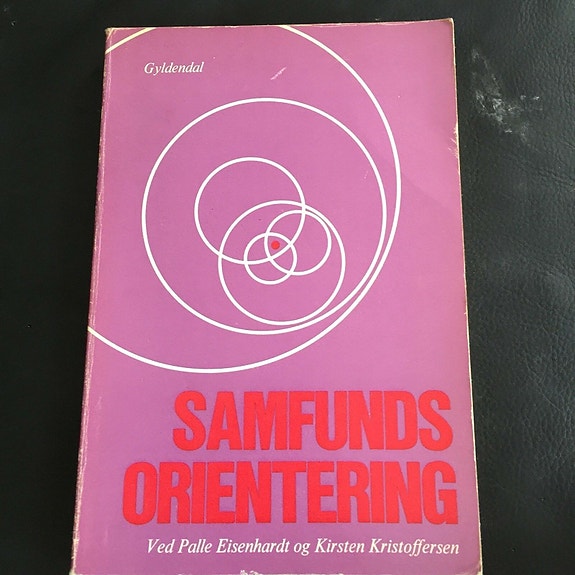 Gyldendal
SAMFUNDS
ORIENTERING
Ved Palle Eisenhardt og Kirsten Kristoffersen